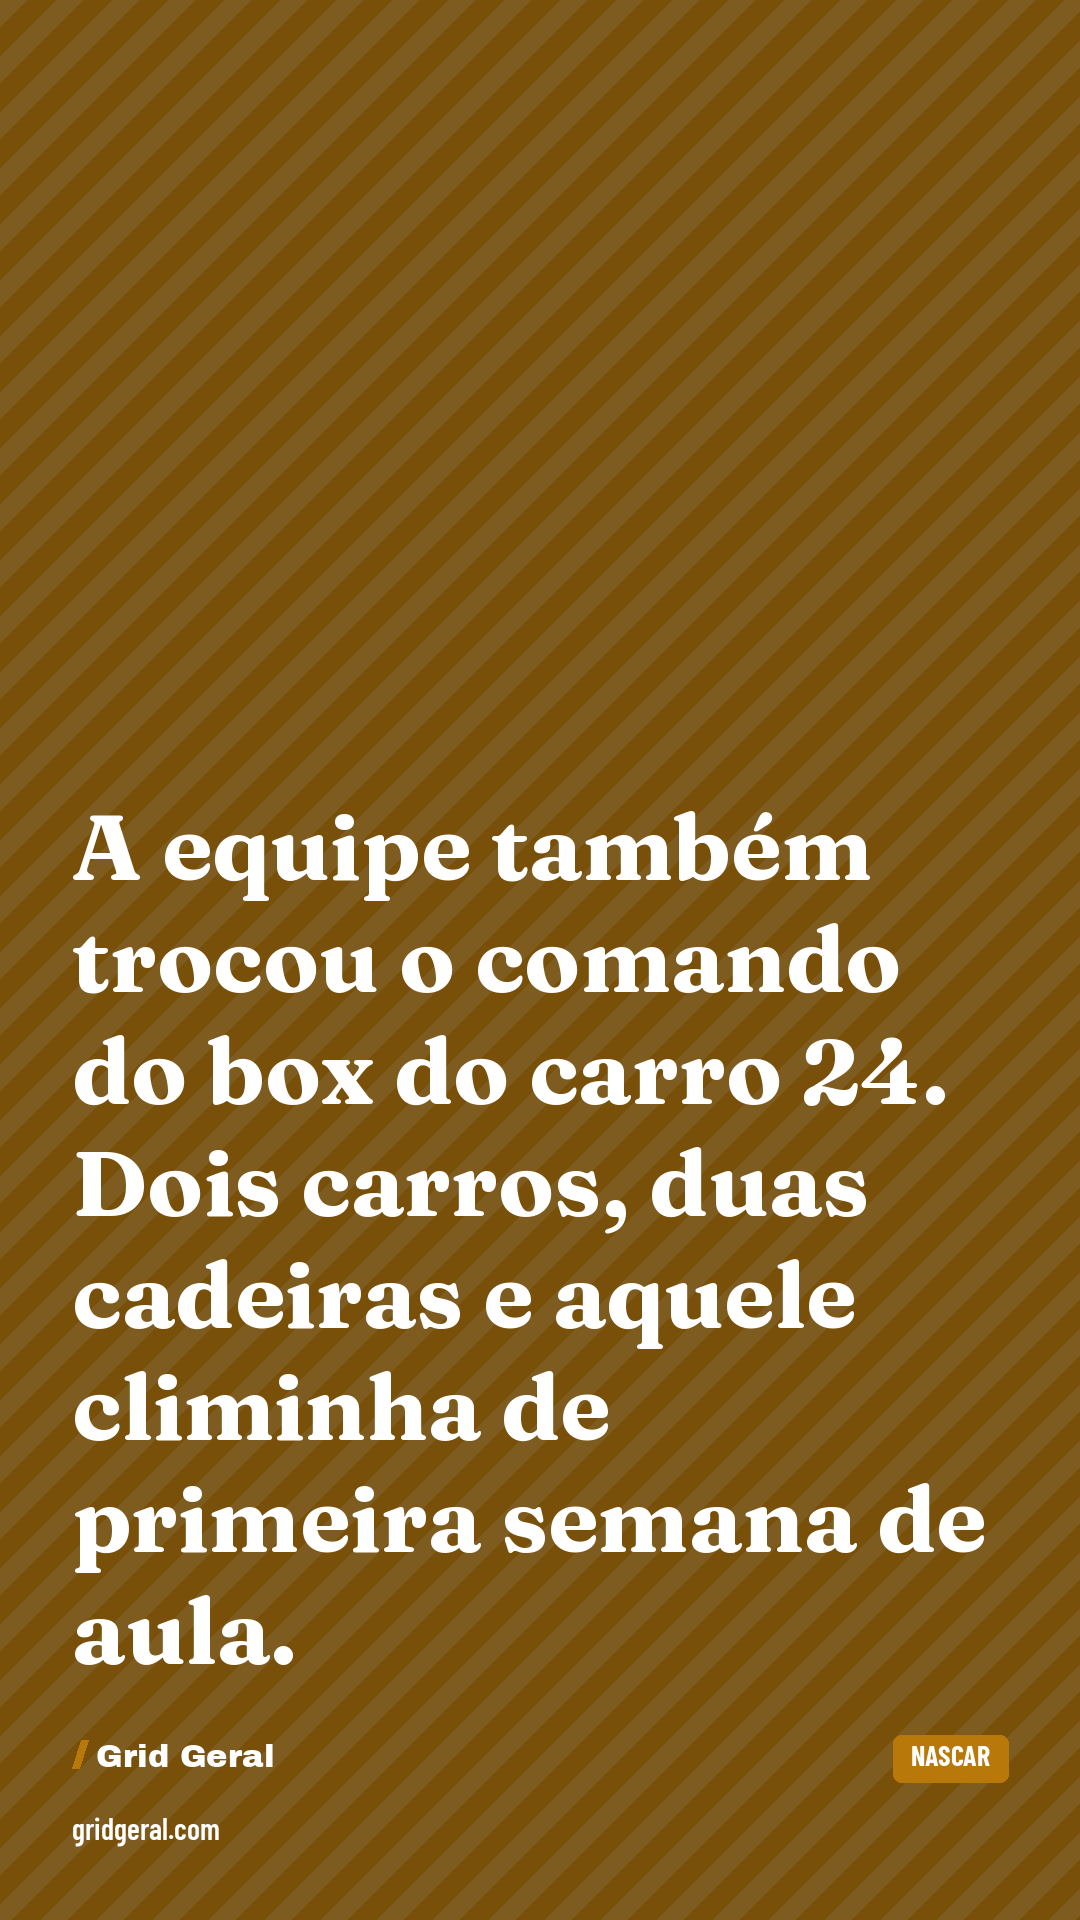 A equipe também
trocou o comando
do box do carro 24.
Dois carros, duas
cadeiras e aquele
climinha de
primeira semana de
aula.
/ Grid Geral
NASCAR
gridgeral.com